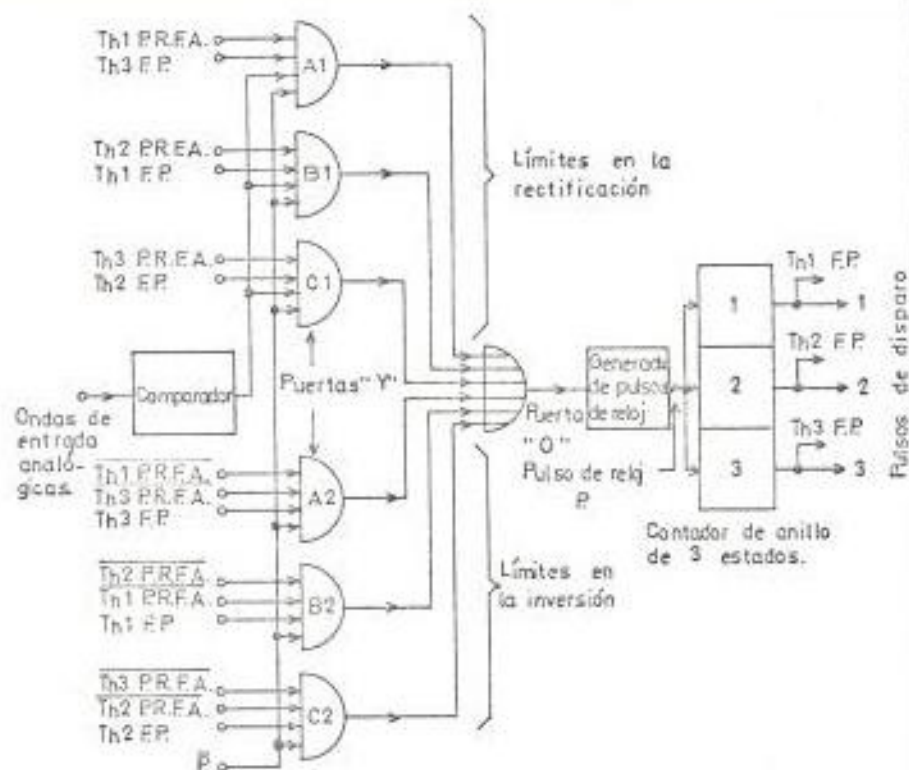 Th1 P.R.F.A.
Th3 F.P.
A1
Th2 P.R.F.A.
Th1 F.P.
B1
Th3 P.R.F.A.
Th2 F.P.
C1
Límites en la
rectificación
Comparador
Ondas de
entrada
analó-
gicas.
Puertas "Y"
Th1 P.R.F.A.
Th3 P.R.F.A.
Th3 F.P.
A2
Th2 P.R.F.A.
Th1 P.R.F.A.
Th1 F.P.
B2
Th3 P.R.F.A.
Th2 P.R.F.A.
Th2 F.P.
C2
P
Límites en
la inversión
Puerta
"O"
Generado
de pulsos
de reloj
Pulso de reloj
P
1
2
3
Th1 F.P.
1
Th2 F.P.
2
Th3 F.P.
3
Contador de anillo
de 3 estados.
Pulsos de disparo